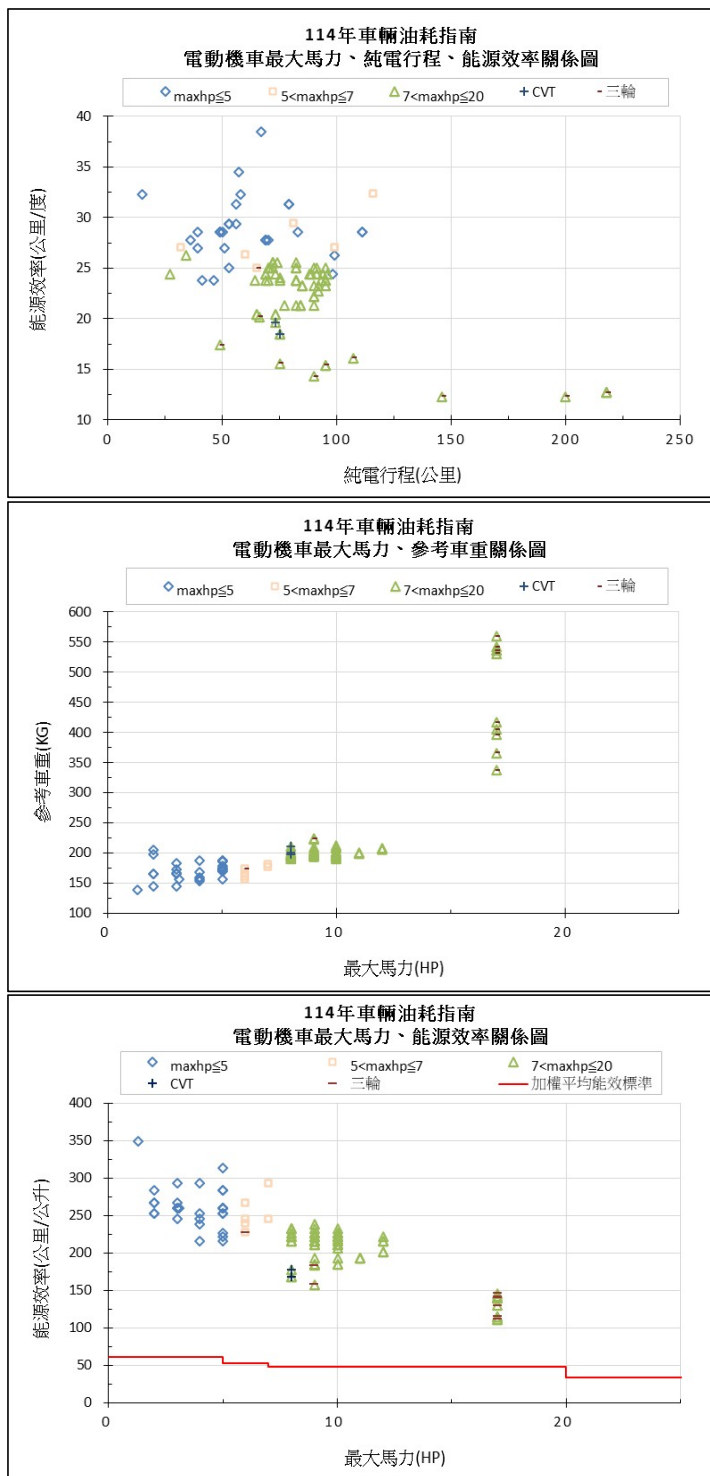 114年車輛油耗指南
電動機車最大馬力、純電行程、能源效率關係圖
maxhp≦5 5<maxhp≦7 7<maxhp≦20 CVT 三輪
40
35
30
25
20
15
10
能源效率(公里/度)
0 50 100 150 200 250
純電行程(公里)
114年車輛油耗指南
電動機車最大馬力、參考車重關係圖
maxhp≦5 5<maxhp≦7 7<maxhp≦20 CVT 三輪
600
550
500
450
400
350
300
250
200
150
100
參考車重(KG)
0 10 20
最大馬力(HP)
114年車輛油耗指南
電動機車最大馬力、能源效率關係圖
maxhp≦5 5<maxhp≦7 7<maxhp≦20
CVT 三輪 加權平均能效標準
400
350
300
250
200
150
100
50
0
能源效率(公里/公升)
0 10 20
最大馬力(HP)